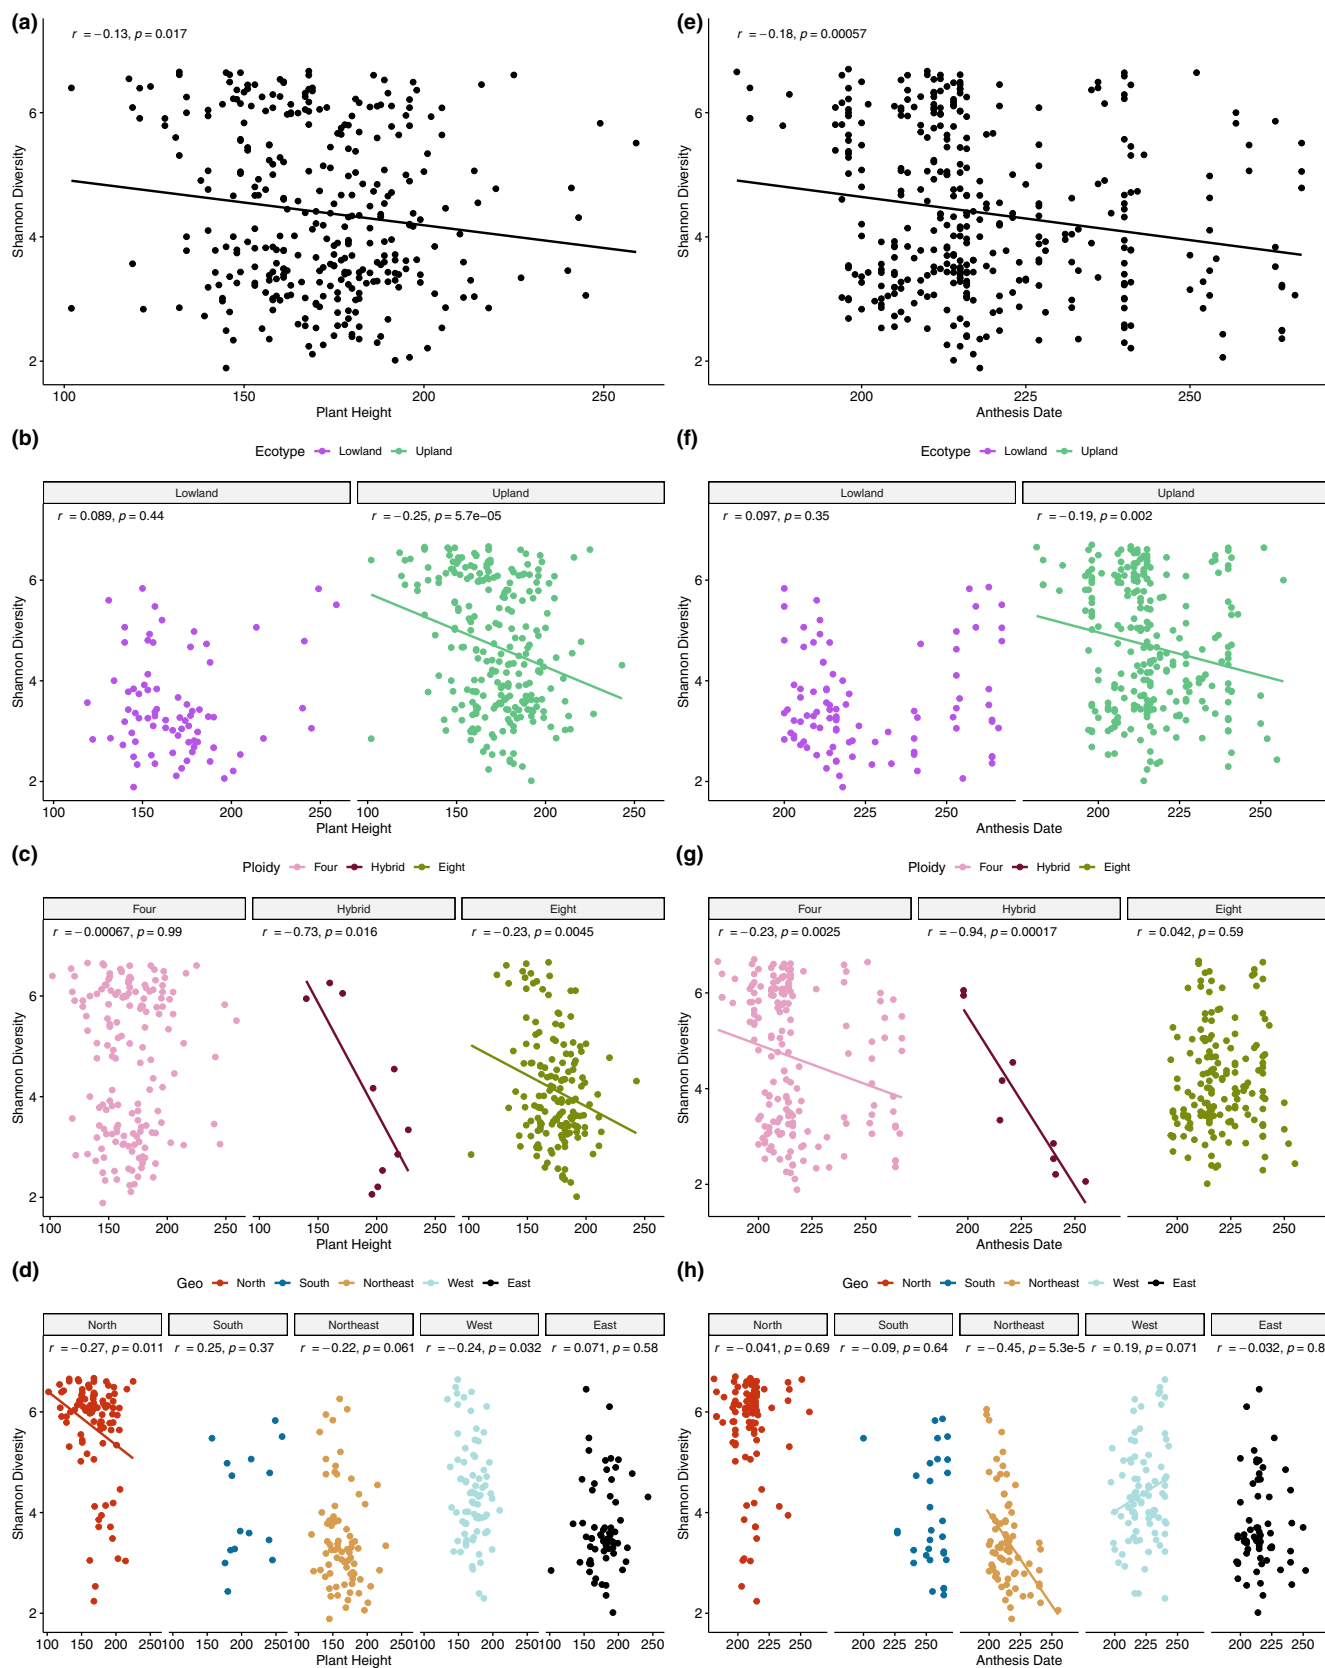 (a)
r = −0.13, p = 0.017
Shannon Diversity
6
4
2
100 150 200 250
Plant Height
(e)
r = −0.18, p = 0.00057
Shannon Diversity
6
4
2
200 225 250
Anthesis Date
(b)
Ecotype Lowland Upland
Lowland Upland
r = 0.089, p = 0.44 r = −0.25, p = 5.7e−05
Shannon Diversity
6
4
2
100 150 200 250 100 150 200 250
Plant Height
(f)
Ecotype Lowland Upland
Lowland Upland
r = 0.097, p = 0.35 r = −0.19, p = 0.002
Shannon Diversity
6
4
2
200 225 250 200 225 250
Anthesis Date
(c)
Ploidy Four Hybrid Eight
Four Hybrid Eight
r = −0.00067, p = 0.99 r = −0.73, p = 0.016 r = −0.23, p = 0.0045
Shannon Diversity
6
4
2
100 150 200 250 100 150 200 250 100 150 200 250
Plant Height
(g)
Ploidy Four Hybrid Eight
Four Hybrid Eight
r = −0.23, p = 0.0025 r = −0.94, p = 0.00017 r = 0.042, p = 0.59
Shannon Diversity
6
4
2
200 225 250 200 225 250 200 225 250
Anthesis Date
(d)
Geo North South Northeast West East
North South Northeast West East
r = −0.27, p = 0.011 r = 0.25, p = 0.37 r = −0.22, p = 0.061 r = −0.24, p = 0.032 r = 0.071, p = 0.58
Shannon Diversity
6
4
2
100 150 200 250 100 150 200 250 100 150 200 250 100 150 200 250 100 150 200 250
Plant Height
(h)
Geo North South Northeast West East
North South Northeast West East
r = −0.041, p = 0.69 r = −0.09, p = 0.64 r = −0.45, p = 5.3e-5 r = 0.19, p = 0.071 r = −0.032, p = 0.8
Shannon Diversity
6
4
2
200 225 250 200 225 250 200 225 250 200 225 250 200 225 250
Anthesis Date